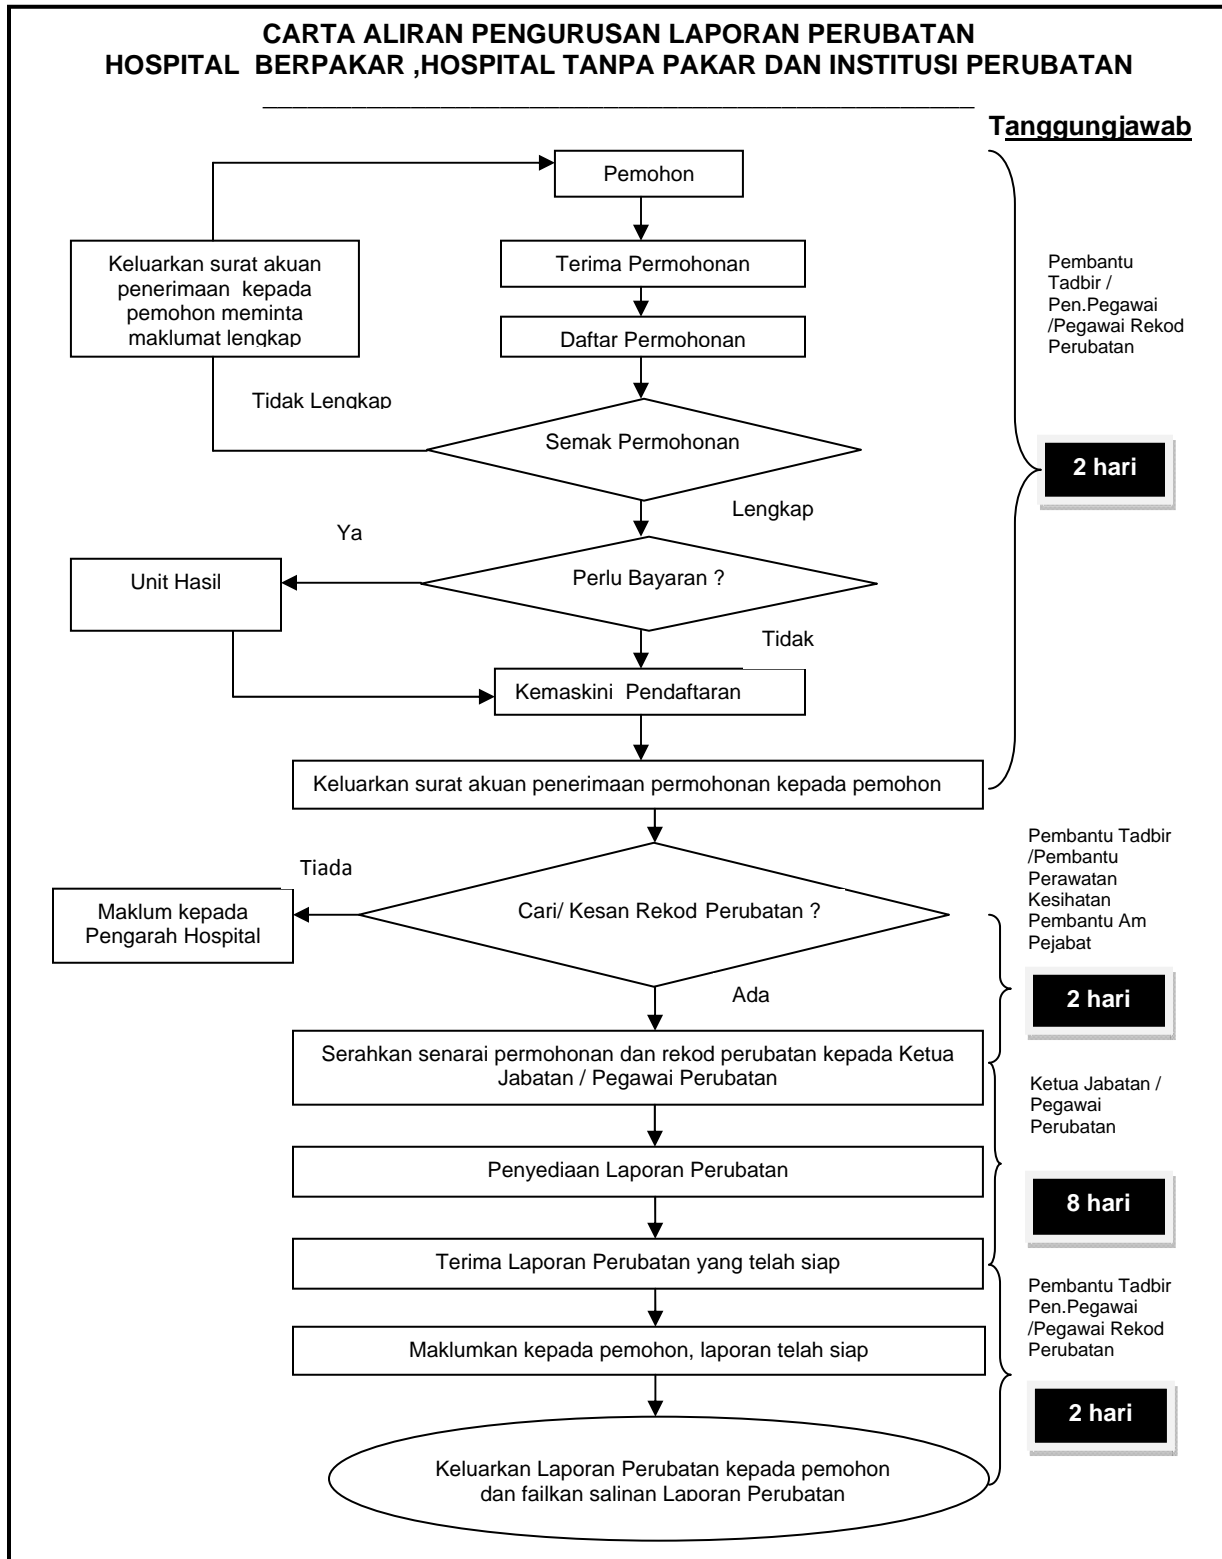 CARTA ALIRAN PENGURUSAN LAPORAN PERUBATAN
HOSPITAL BERPAKAR ,HOSPITAL TANPA PAKAR DAN INSTITUSI PERUBATAN
Tanggungjawab
Pemohon
Keluarkan surat akuan
penerimaan kepada
pemohon meminta
maklumat lengkap
Terima Permohonan
Pembantu
Tadbir /
Pen.Pegawai
/Pegawai Rekod
Perubatan
Daftar Permohonan
Tidak Lengkap
Semak Permohonan
2 hari
Lengkap
Ya
Unit Hasil
Perlu Bayaran ?
Tidak
Kemaskini Pendaftaran
Keluarkan surat akuan penerimaan permohonan kepada pemohon
Pembantu Tadbir
/Pembantu
Perawatan
Kesihatan
Pembantu Am
Pejabat
Tiada
Maklum kepada
Pengarah Hospital
Cari/ Kesan Rekod Perubatan ?
Ada
2 hari
Serahkan senarai permohonan dan rekod perubatan kepada Ketua
Jabatan / Pegawai Perubatan
Ketua Jabatan /
Pegawai
Perubatan
Penyediaan Laporan Perubatan
8 hari
Terima Laporan Perubatan yang telah siap
Pembantu Tadbir
Pen.Pegawai
/Pegawai Rekod
Perubatan
Maklumkan kepada pemohon, laporan telah siap
2 hari
Keluarkan Laporan Perubatan kepada pemohon
dan failkan salinan Laporan Perubatan